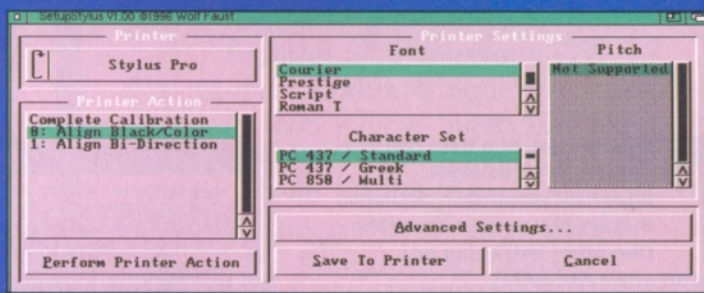 SetupStylus V1.00 ©1996 Wolf Faust
Printer
Stylus Pro
Printer Action
Complete Calibration
0: Align Black/Color
1: Align Bi-Direction
Perform Printer Action
Printer Settings
Font
Courier
Prestige
Script
Roman T
Pitch
Not Supported
Character Set
PC 437 / Standard
PC 437 / Greek
PC 850 / Multi
Advanced Settings...
Save To Printer
Cancel